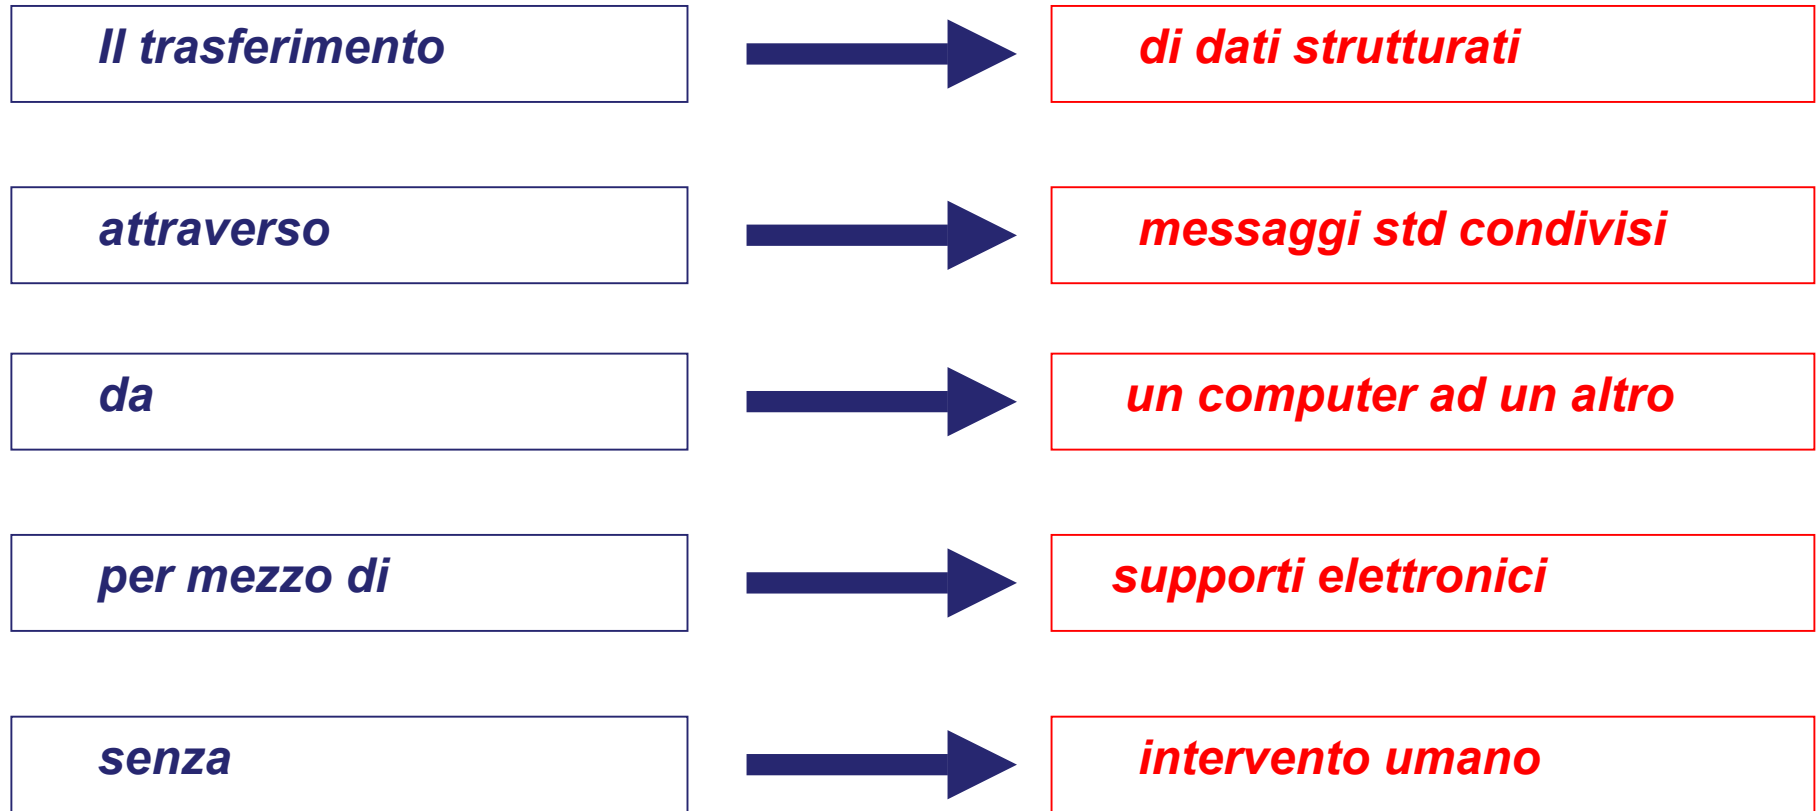 Il trasferimento di dati strutturati
attraverso messaggi std condivisi
da un computer ad un altro
per mezzo di supporti elettronici
senza intervento umano